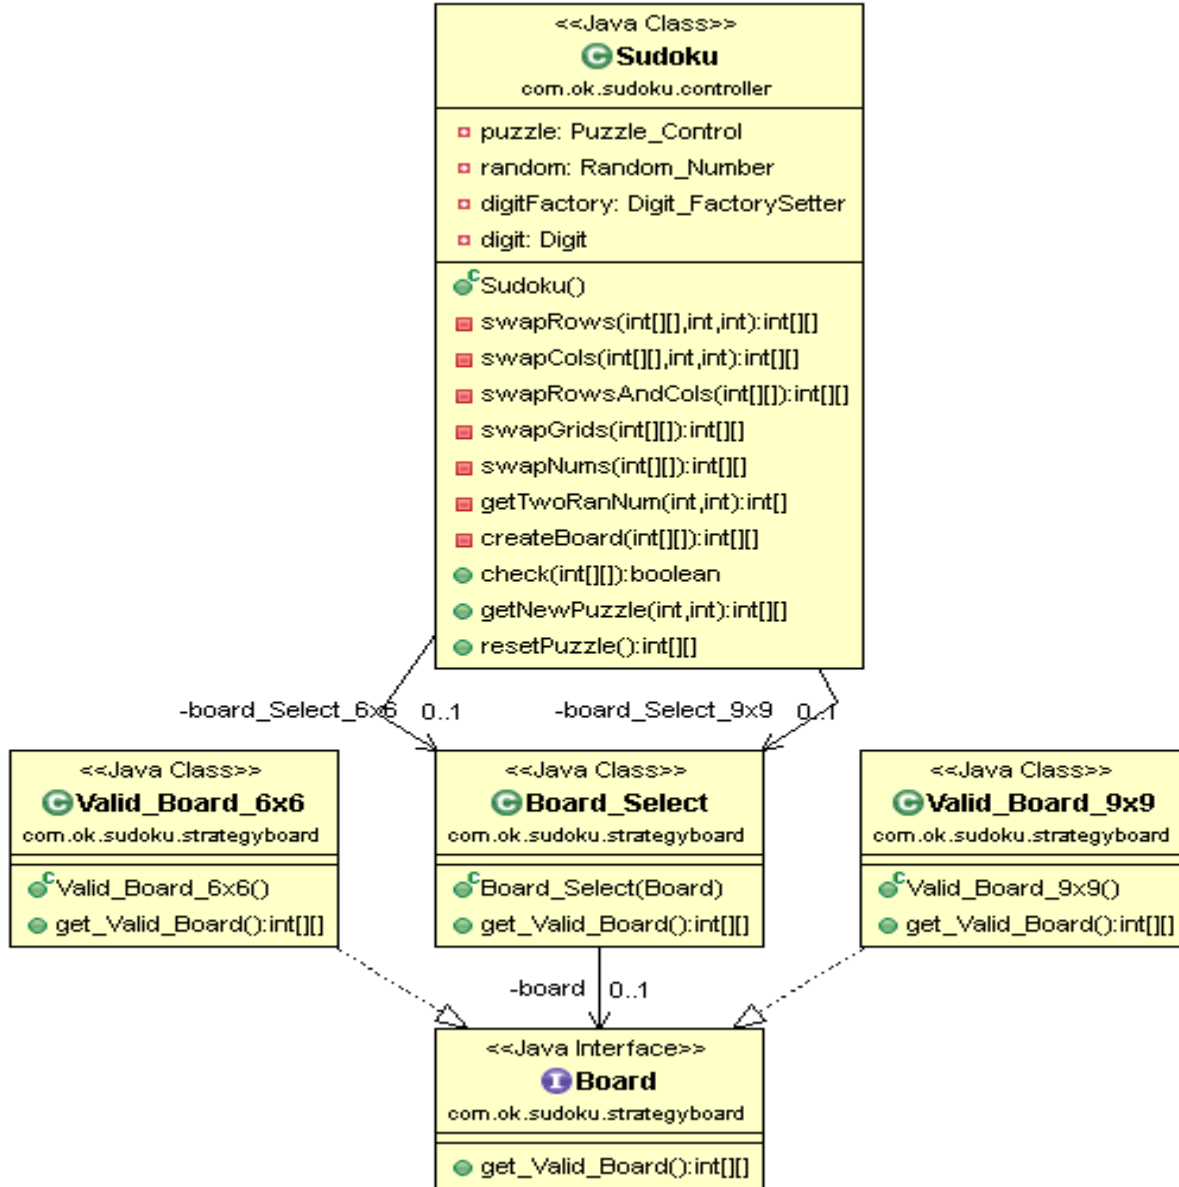 <<Java Class>>
Sudoku
com.ok.sudoku.controller
puzzle: Puzzle_Control
random: Random_Number
digitFactory: Digit_FactorySetter
digit: Digit
Sudoku()
swapRows(int[][],int,int):int[][]
swapCols(int[][],int,int):int[][]
swapRowsAndCols(int[][]):int[][]
swapGrids(int[][]):int[][]
swapNums(int[][]):int[][]
getTwoRanNum(int,int):int[]
createBoard(int[][]):int[][]
check(int[][]):boolean
getNewPuzzle(int,int):int[][]
resetPuzzle():int[][]
-board_Select_6x6 0..1 -board_Select_9x9 0..1
<<Java Class>>
Valid_Board_6x6
com.ok.sudoku.strategyboard
Valid_Board_6x6()
get_Valid_Board():int[][]
<<Java Class>>
Board_Select
com.ok.sudoku.strategyboard
Board_Select(Board)
get_Valid_Board():int[][]
<<Java Class>>
Valid_Board_9x9
com.ok.sudoku.strategyboard
Valid_Board_9x9()
get_Valid_Board():int[][]
-board 0..1
<<Java Interface>>
Board
com.ok.sudoku.strategyboard
get_Valid_Board():int[][]